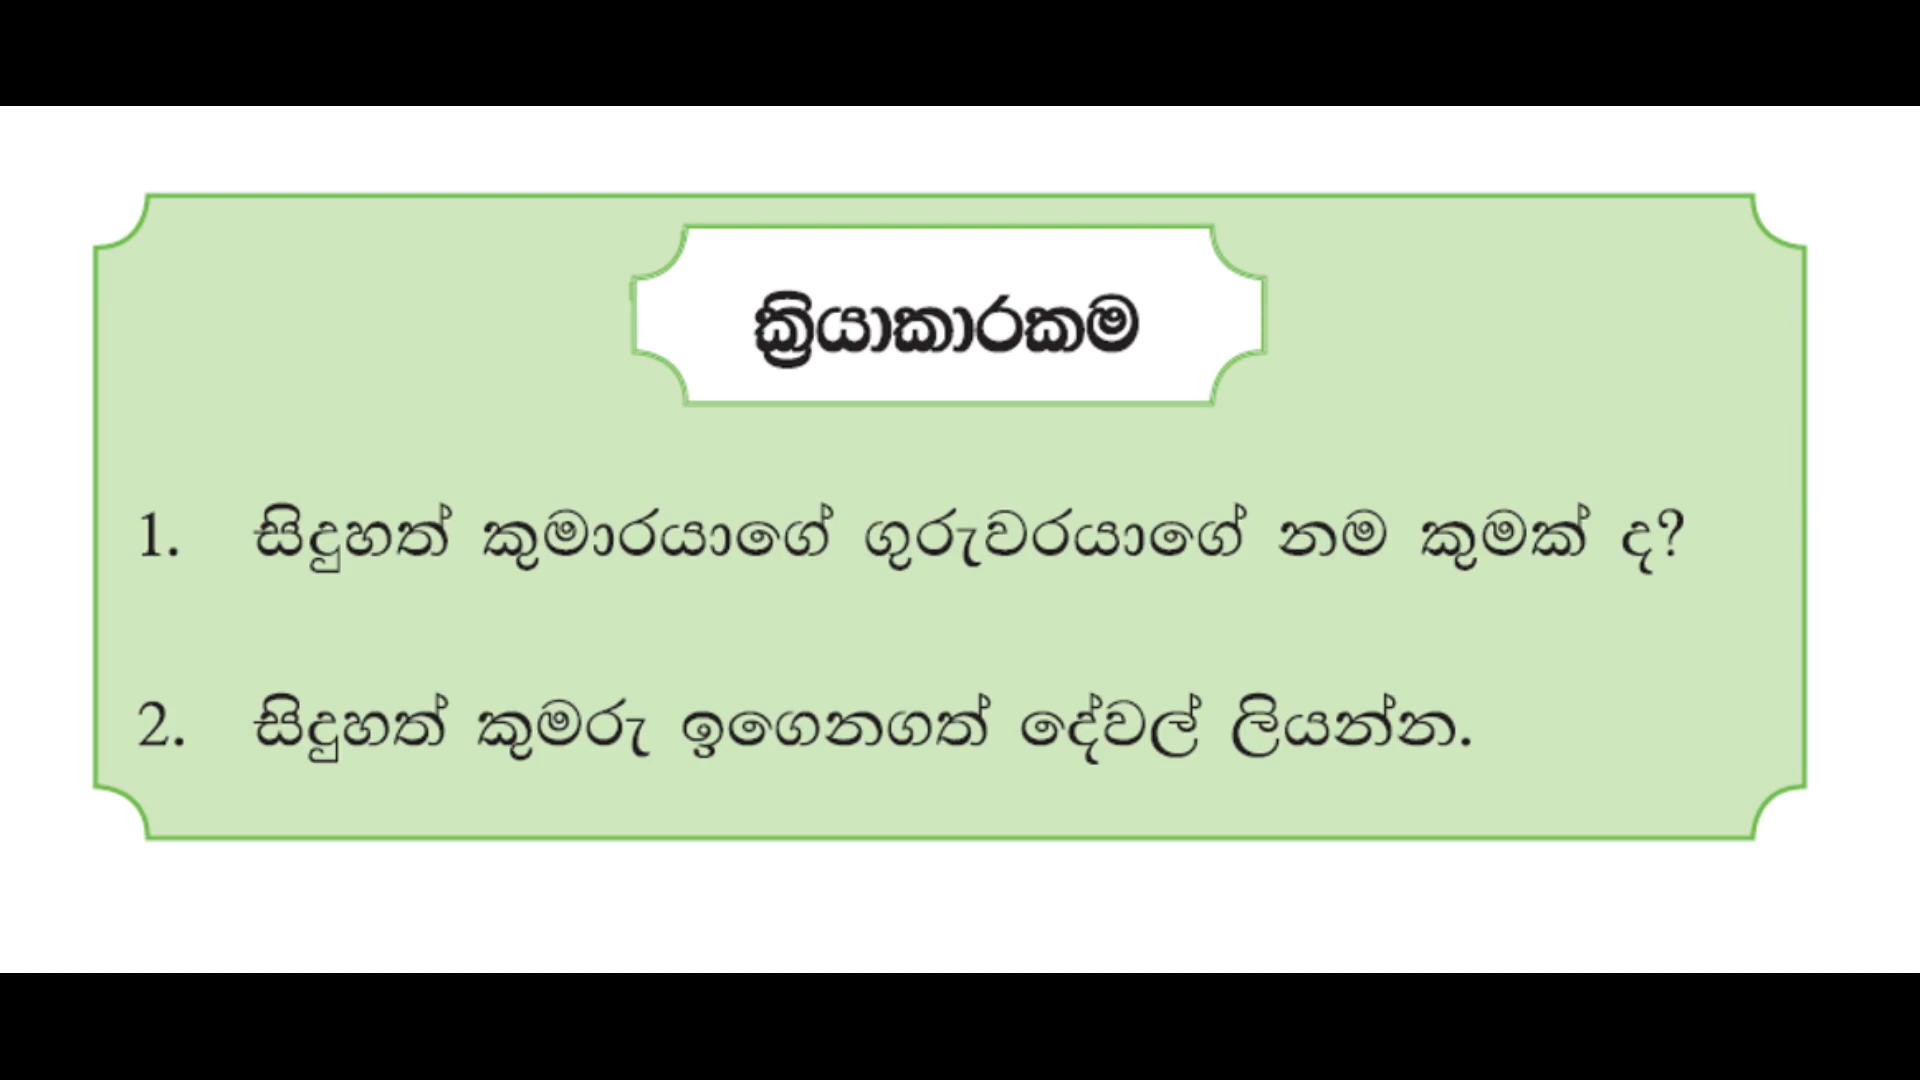 ක්‍රියාකාරකම
1. සිදුහත් කුමාරයාගේ ගුරුවරයාගේ නම කුමක් ද?
2. සිදුහත් කුමරු ඉගෙනගත් දේවල් ලියන්න.